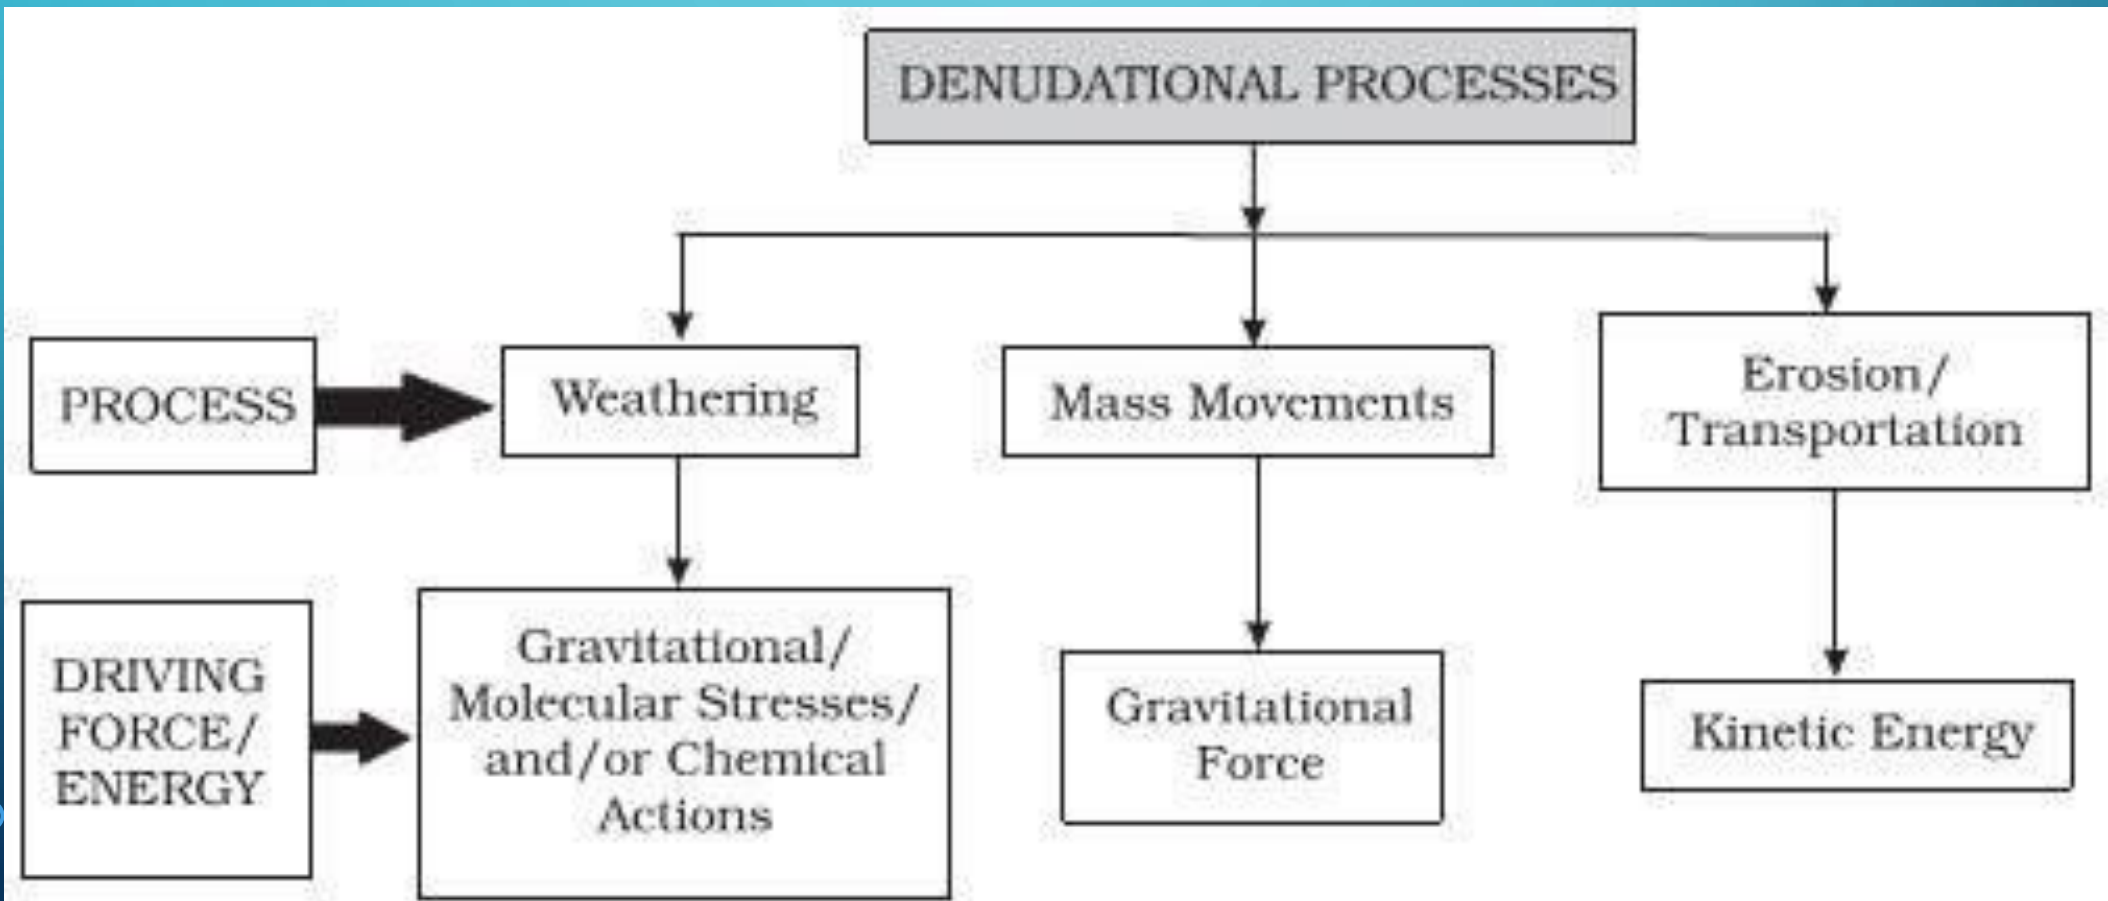 DENUDATIONAL PROCESSES
PROCESS
Weathering
Mass Movements
Erosion/
Transportation
DRIVING
FORCE/
ENERGY
Gravitational/
Molecular Stresses/
and/or Chemical
Actions
Gravitational
Force
Kinetic Energy